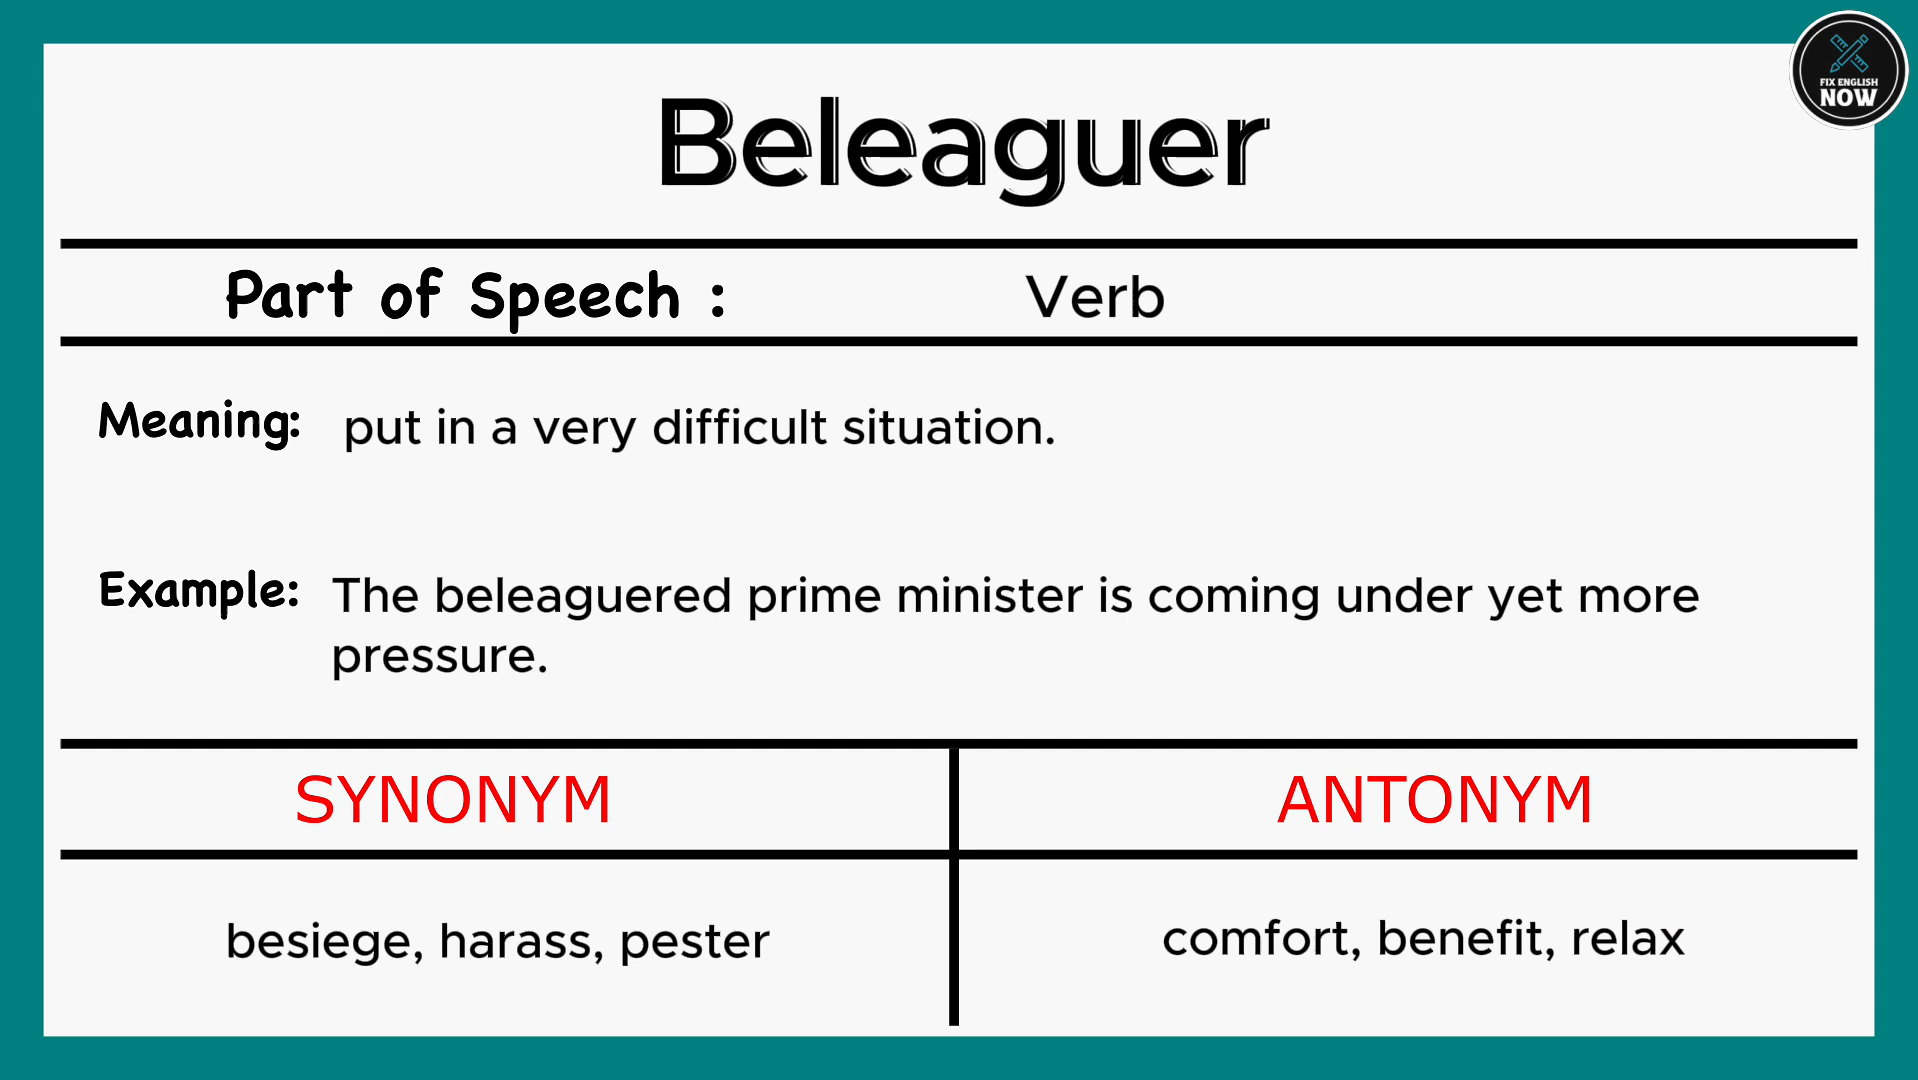 FIX ENGLISH
NOW
Beleaguer
Part of Speech : Verb
Meaning: put in a very difficult situation.
Example: The beleaguered prime minister is coming under yet more
pressure.
SYNONYM ANTONYM
besiege, harass, pester comfort, benefit, relax